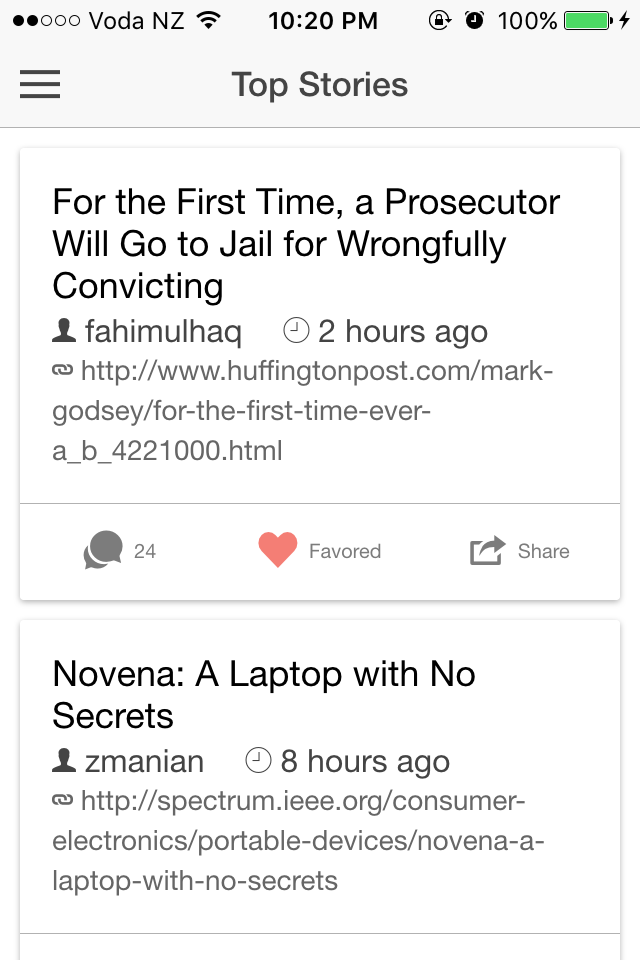 Voda NZ 10:20 PM 100%
Top Stories
For the First Time, a Prosecutor
Will Go to Jail for Wrongfully
Convicting
fahimulhaq 2 hours ago
http://www.huffingtonpost.com/mark-
godsey/for-the-first-time-ever-
a_b_4221000.html
24 Favored Share
Novena: A Laptop with No
Secrets
zmanian 8 hours ago
http://spectrum.ieee.org/consumer-
electronics/portable-devices/novena-a-
laptop-with-no-secrets